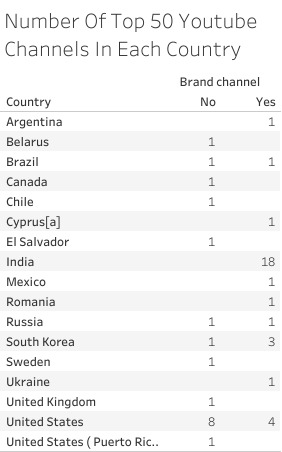 Number Of Top 50 Youtube
Channels In Each Country
Brand channel
Country No Yes
Argentina 1
Belarus 1
Brazil 1 1
Canada 1
Chile 1
Cyprus[a] 1
El Salvador 1
India 18
Mexico 1
Romania 1
Russia 1 1
South Korea 1 3
Sweden 1
Ukraine 1
United Kingdom 1
United States 8 4
United States ( Puerto Ric.. 1